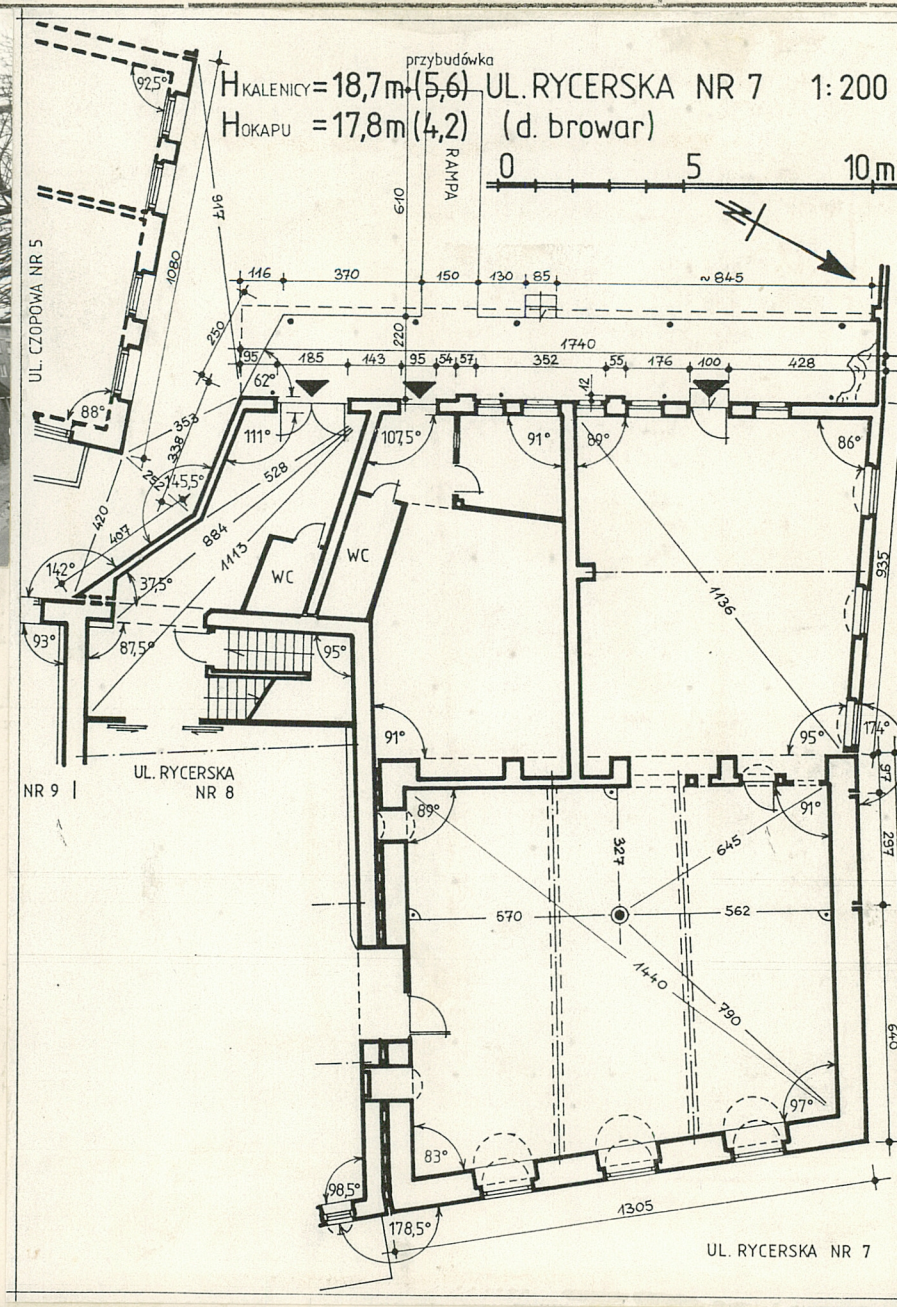 przybudówka
HKALENICY = 18,7m (5,6) UL. RYCERSKA NR 7 1:200
HOKAPU = 17,8m (4,2) (d. browar)
0 5 10 m
N
RAMPA
610
92,5°
917
1080
UL. CZOPOWA NR 5
116 370 150 130 85 ~845
250
220
1740
95 185 143 95 54 57 352 55 176 100 428
62°
12
88°
353
338
111° 107,5° 91° 89° 86°
528
252
145,5°
420
407
884
1113
WC WC
935
1136
142°
37,5°
93° 87,5° 95°
91° 95° 174°
97
UL. RYCERSKA
NR 9 | NR 8
89° 91°
327
645
297
570 562
1440
790
640
97°
83°
98,5°
178,5°
1305
UL. RYCERSKA NR 7